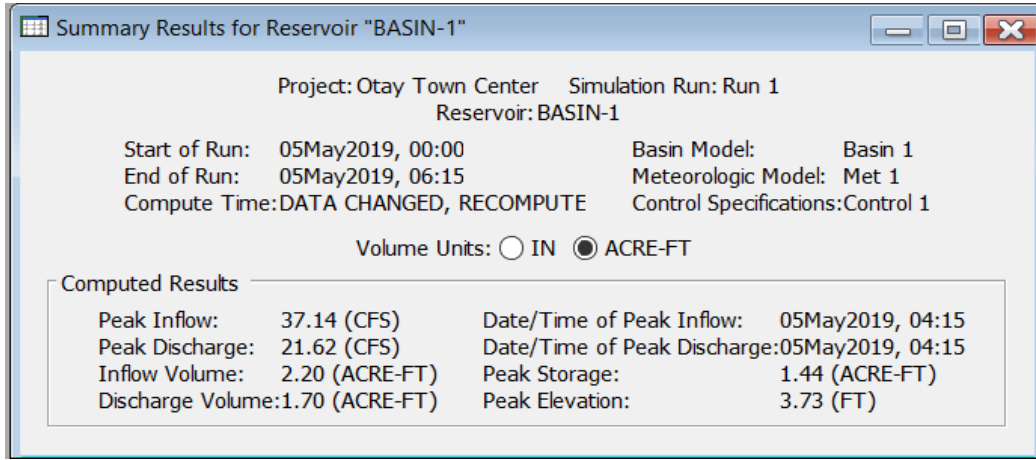 Summary Results for Reservoir "BASIN-1"
Project: Otay Town Center Simulation Run: Run 1
Reservoir: BASIN-1
Start of Run: 05May2019, 00:00 Basin Model: Basin 1
End of Run: 05May2019, 06:15 Meteorologic Model: Met 1
Compute Time:DATA CHANGED, RECOMPUTE Control Specifications:Control 1
Volume Units: IN ACRE-FT
Computed Results
Peak Inflow: 37.14 (CFS) Date/Time of Peak Inflow: 05May2019, 04:15
Peak Discharge: 21.62 (CFS) Date/Time of Peak Discharge:05May2019, 04:15
Inflow Volume: 2.20 (ACRE-FT) Peak Storage: 1.44 (ACRE-FT)
Discharge Volume:1.70 (ACRE-FT) Peak Elevation: 3.73 (FT)